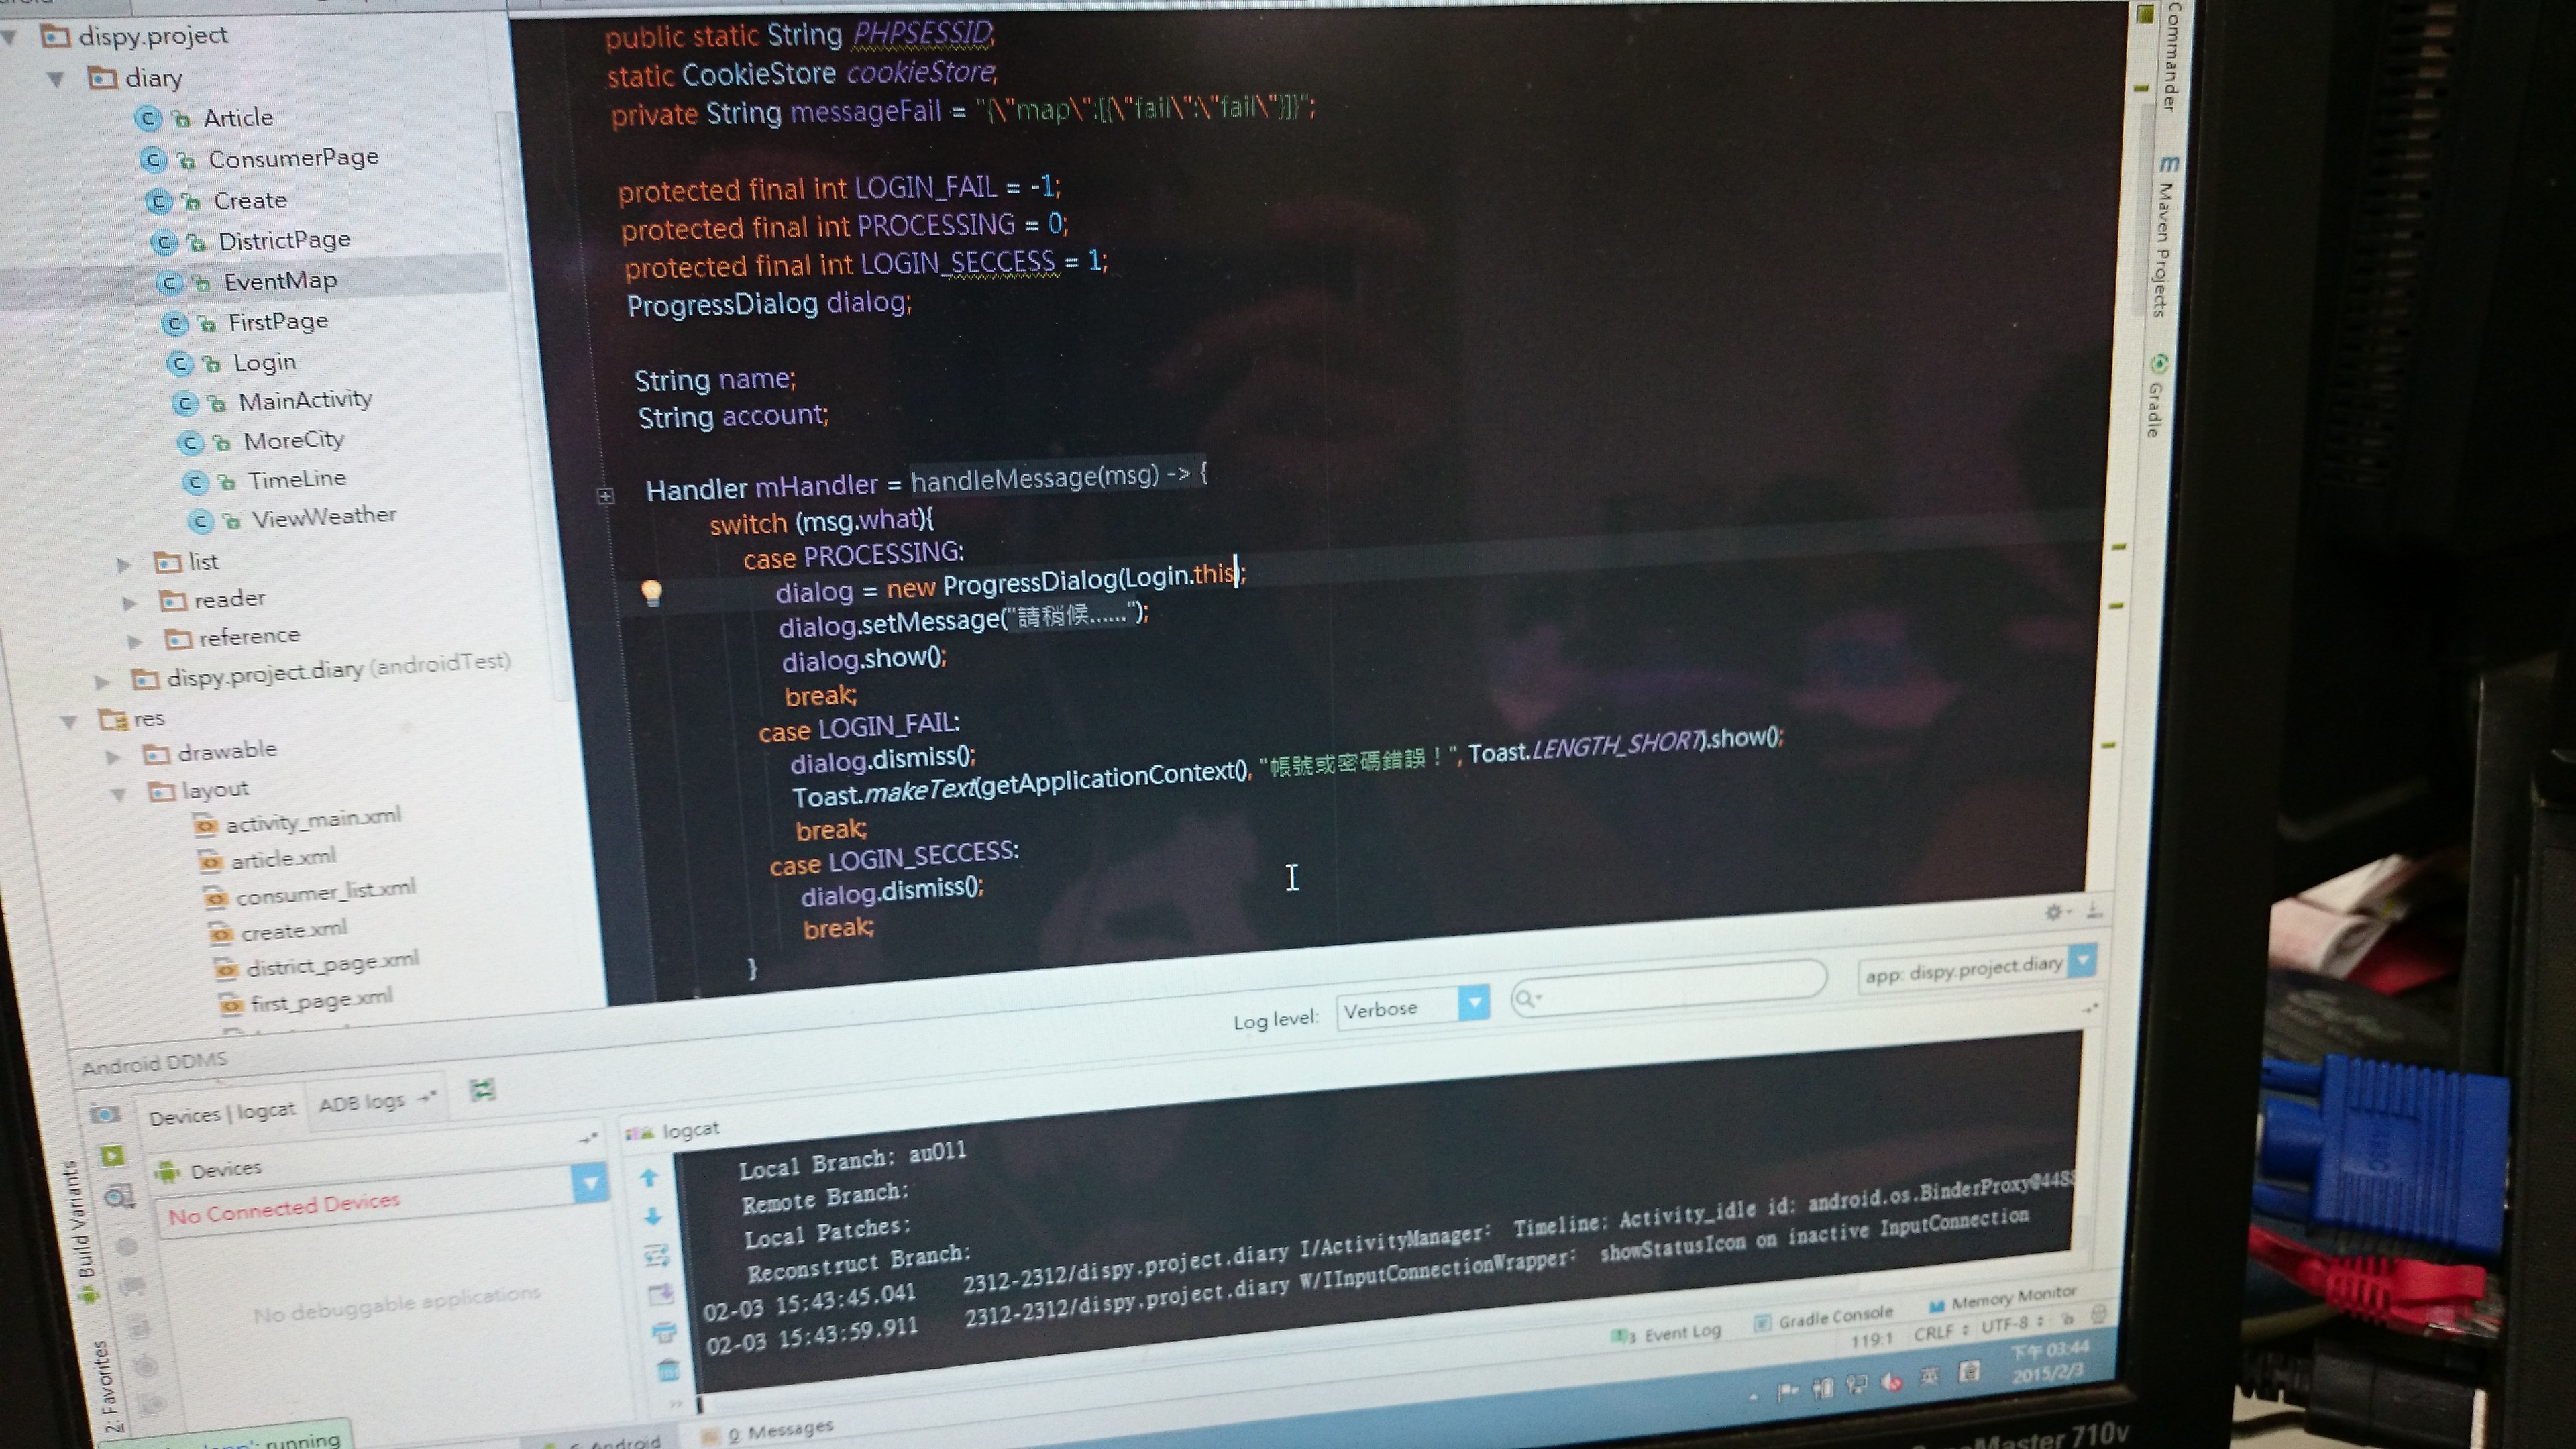 dispy.project
diary
Article
ConsumerPage
Create
DistrictPage
EventMap
FirstPage
Login
MainActivity
MoreCity
TimeLine
ViewWeather
list
reader
reference
dispy.project.diary (androidTest)
res
drawable
layout
activity_main.xml
article.xml
consumer_list.xml
create.xml
district_page.xml
first_page.xml
public static String PHPSESSID;
static CookieStore cookieStore;
private String messageFail = "{\"map\":[{\"fail\":\"fail\"}]}";
protected final int LOGIN_FAIL = -1;
protected final int PROCESSING = 0;
protected final int LOGIN_SECCESS = 1;
ProgressDialog dialog;
String name;
String account;
Handler mHandler = handleMessage(msg) -> {
switch (msg.what){
case PROCESSING:
dialog = new ProgressDialog(Login.this);
dialog.setMessage("請稍候......");
dialog.show();
break;
case LOGIN_FAIL:
dialog.dismiss();
Toast.makeText(getApplicationContext(), "帳號或密碼錯誤！", Toast.LENGTH_SHORT).show();
break;
case LOGIN_SECCESS:
dialog.dismiss();
break;
}
Commander
m Maven Projects
Gradle
Android DDMS
Log level: Verbose
app: dispy.project.diary
Devices | logcat
ADB logs
Devices
No Connected Devices
No debuggable applications
logcat
Local Branch: au011
Remote Branch:
Local Patches:
Reconstruct Branch:
02-03 15:43:45.041 2312-2312/dispy.project.diary I/ActivityManager: Timeline: Activity_idle id: android.os.BinderProxy@448
02-03 15:43:59.911 2312-2312/dispy.project.diary W/IInputConnectionWrapper: showStatusIcon on inactive InputConnection
Build Variants
2: Favorites
3 Event Log
Gradle Console
Memory Monitor
119:1 CRLF UTF-8
running
Android
0: Messages
英
下午 03:44
2015/2/3
Master 710v